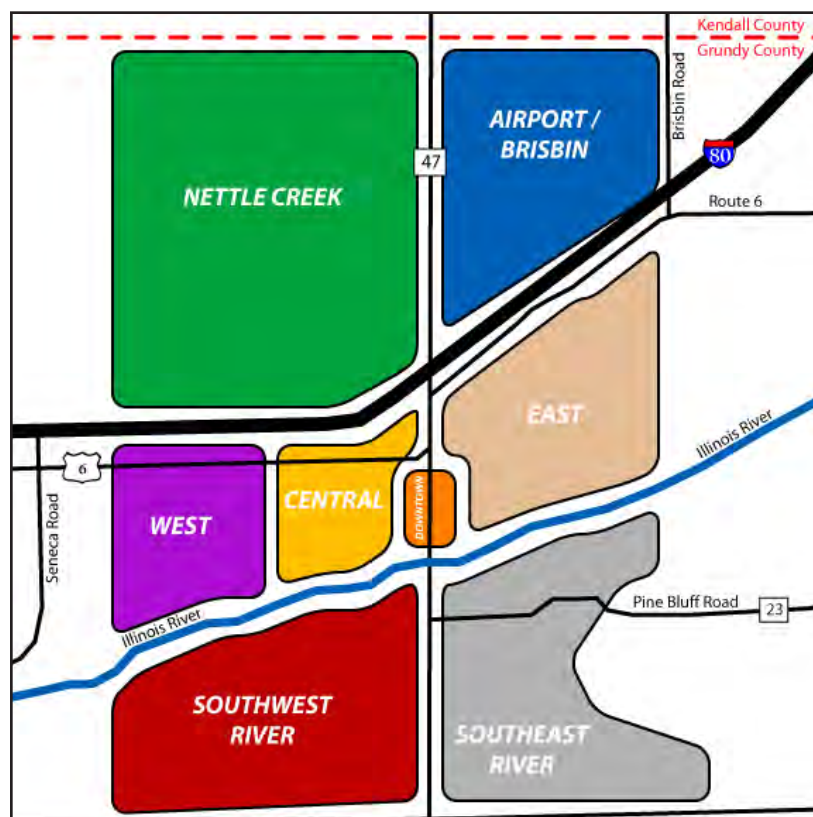 Kendall County
Grundy County
Brisbin Road
AIRPORT /
BRISBIN
47
80
NETTLE CREEK
Route 6
EAST
Illinois River
6
CENTRAL
DOWNTOWN
WEST
Seneca Road
Illinois River
Pine Bluff Road
23
SOUTHWEST
RIVER
SOUTHEAST
RIVER